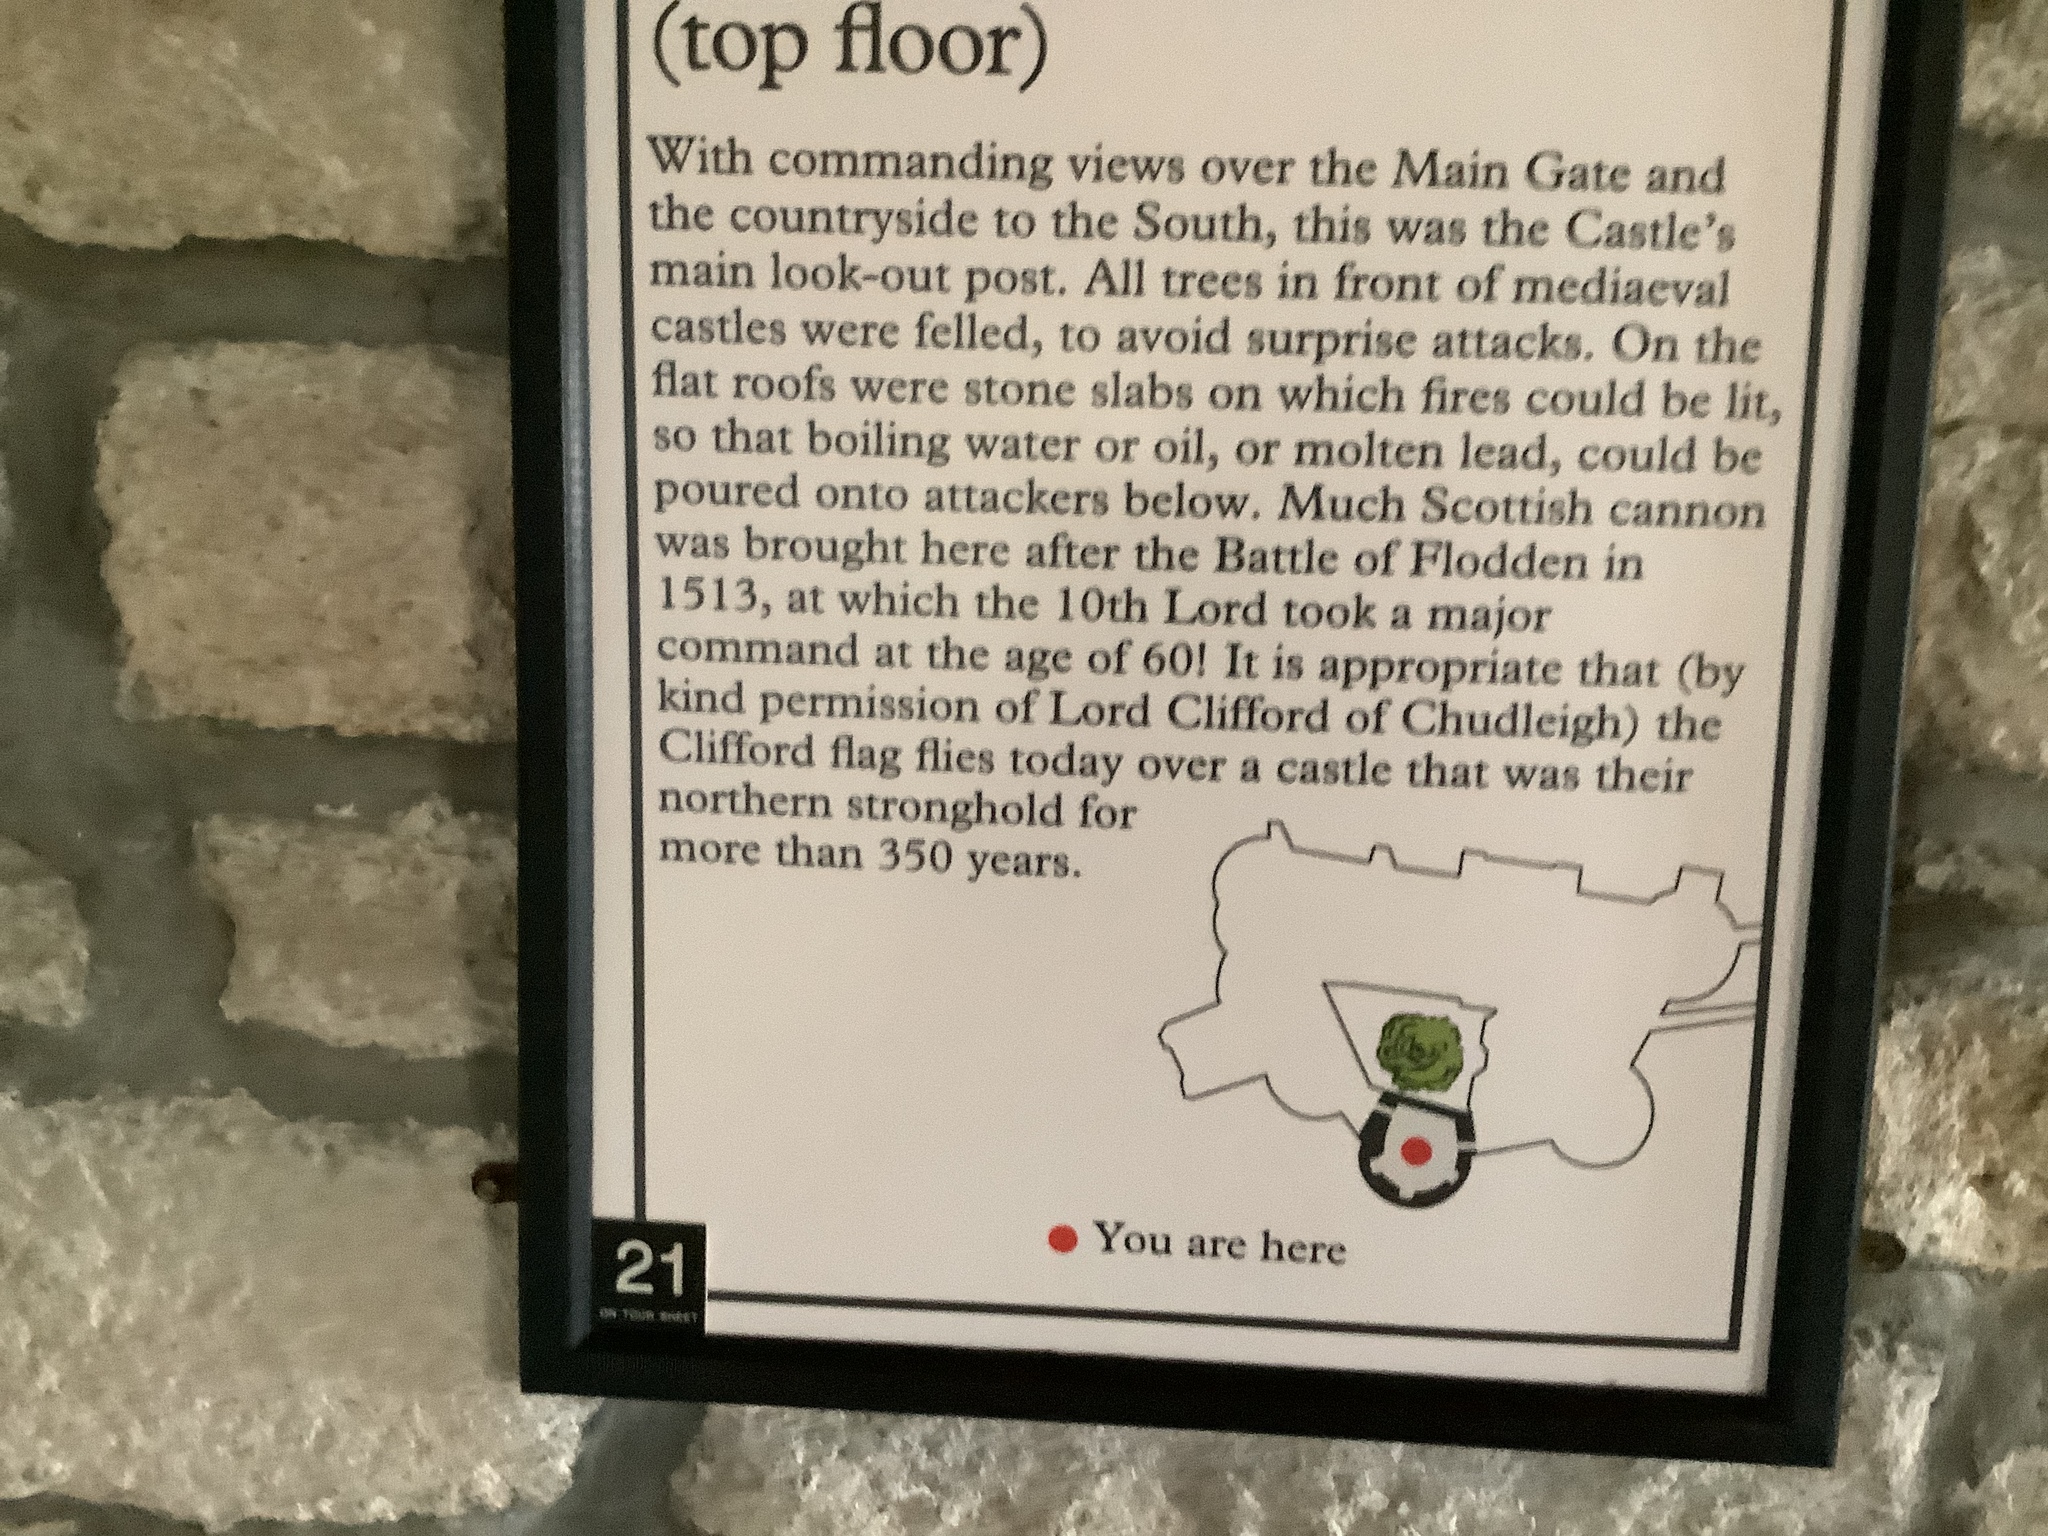 (top floor)
With commanding views over the Main Gate and
the countryside to the South, this was the Castle's
main look-out post. All trees in front of mediaeval
castles were felled, to avoid surprise attacks. On the
flat roofs were stone slabs on which fires could be lit,
so that boiling water or oil, or molten lead, could be
poured onto attackers below. Much Scottish cannon
was brought here after the Battle of Flodden in
1513, at which the 10th Lord took a major
command at the age of 60! It is appropriate that (by
kind permission of Lord Clifford of Chudleigh) the
Clifford flag flies today over a castle that was their
northern stronghold for
more than 350 years.
You are here
21
ON TOUR SHEET